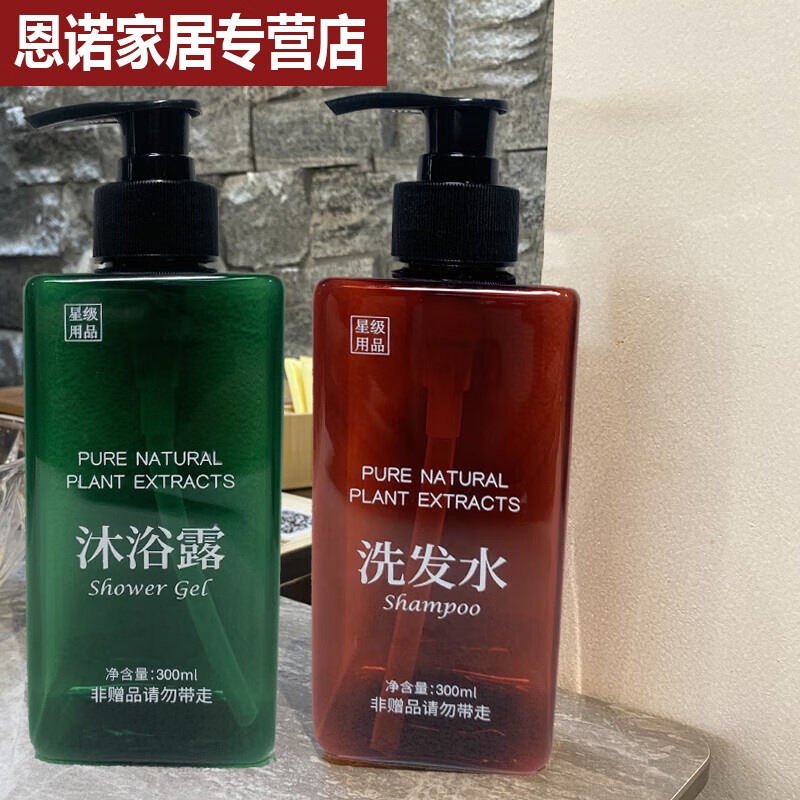 恩诺家居专营店
星级
用品
PURE NATURAL
PLANT EXTRACTS
沐浴露
Shower Gel
净含量:300ml
非赠品请勿带走
星级
用品
PURE NATURAL
PLANT EXTRACTS
洗发水
Shampoo
净含量:300ml
非赠品请勿带走